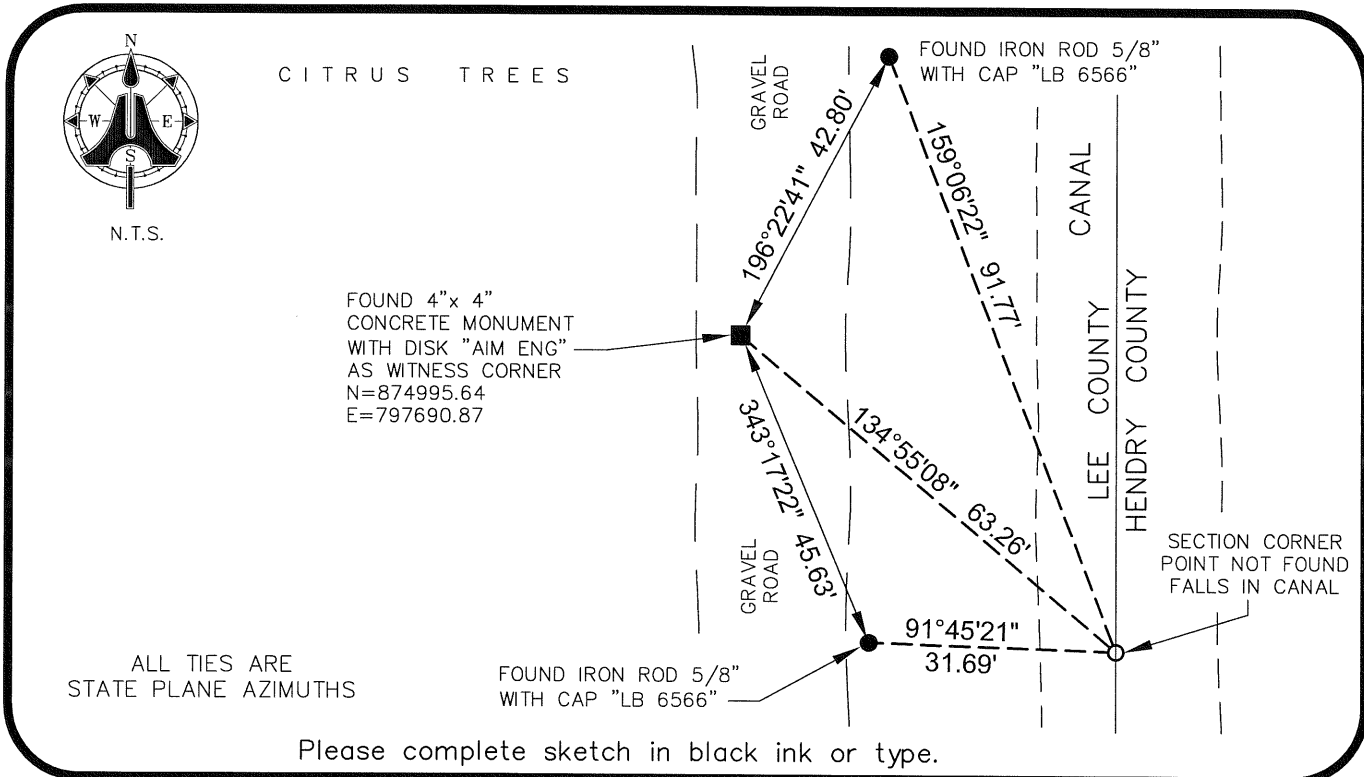 N
W
E
S
N.T.S.
CITRUS TREES
GRAVEL
ROAD
FOUND IRON ROD 5/8"
WITH CAP "LB 6566"
196°22'41" 42.80'
159°06'22" 91.77'
CANAL
LEE COUNTY
HENDRY COUNTY
FOUND 4"x 4"
CONCRETE MONUMENT
WITH DISK "AIM ENG"
AS WITNESS CORNER
N=874995.64
E=797690.87
134°55'08" 63.26'
343°17'22" 45.63'
GRAVEL
ROAD
SECTION CORNER
POINT NOT FOUND
FALLS IN CANAL
91°45'21"
31.69'
ALL TIES ARE
STATE PLANE AZIMUTHS
FOUND IRON ROD 5/8"
WITH CAP "LB 6566"
Please complete sketch in black ink or type.